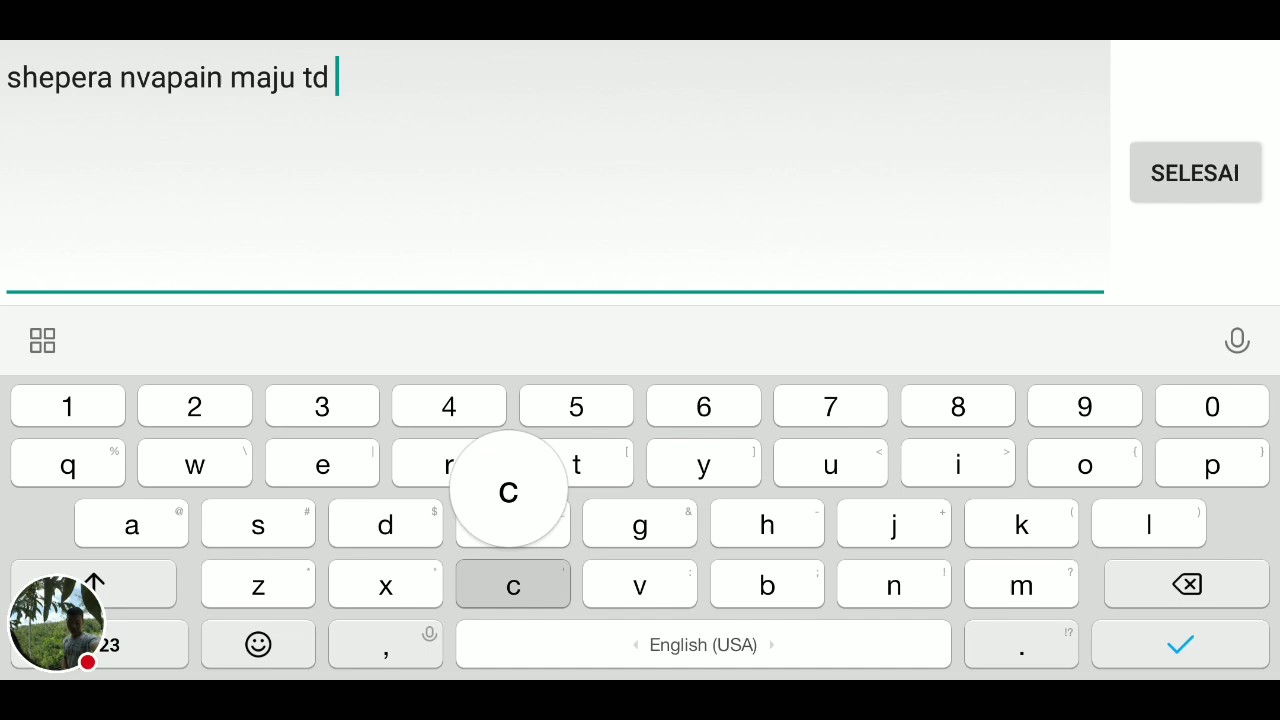 shepera nvapain maju td
SELESAI
1 2 3 4 5 6 7 8 9 0
q % w \ e | r t [ y ] u < i > o { p }
c
a @ s # d $ g & h - j + k ( l )
z x c ' v : b ; n ! m ?
23 , English (USA) . !?